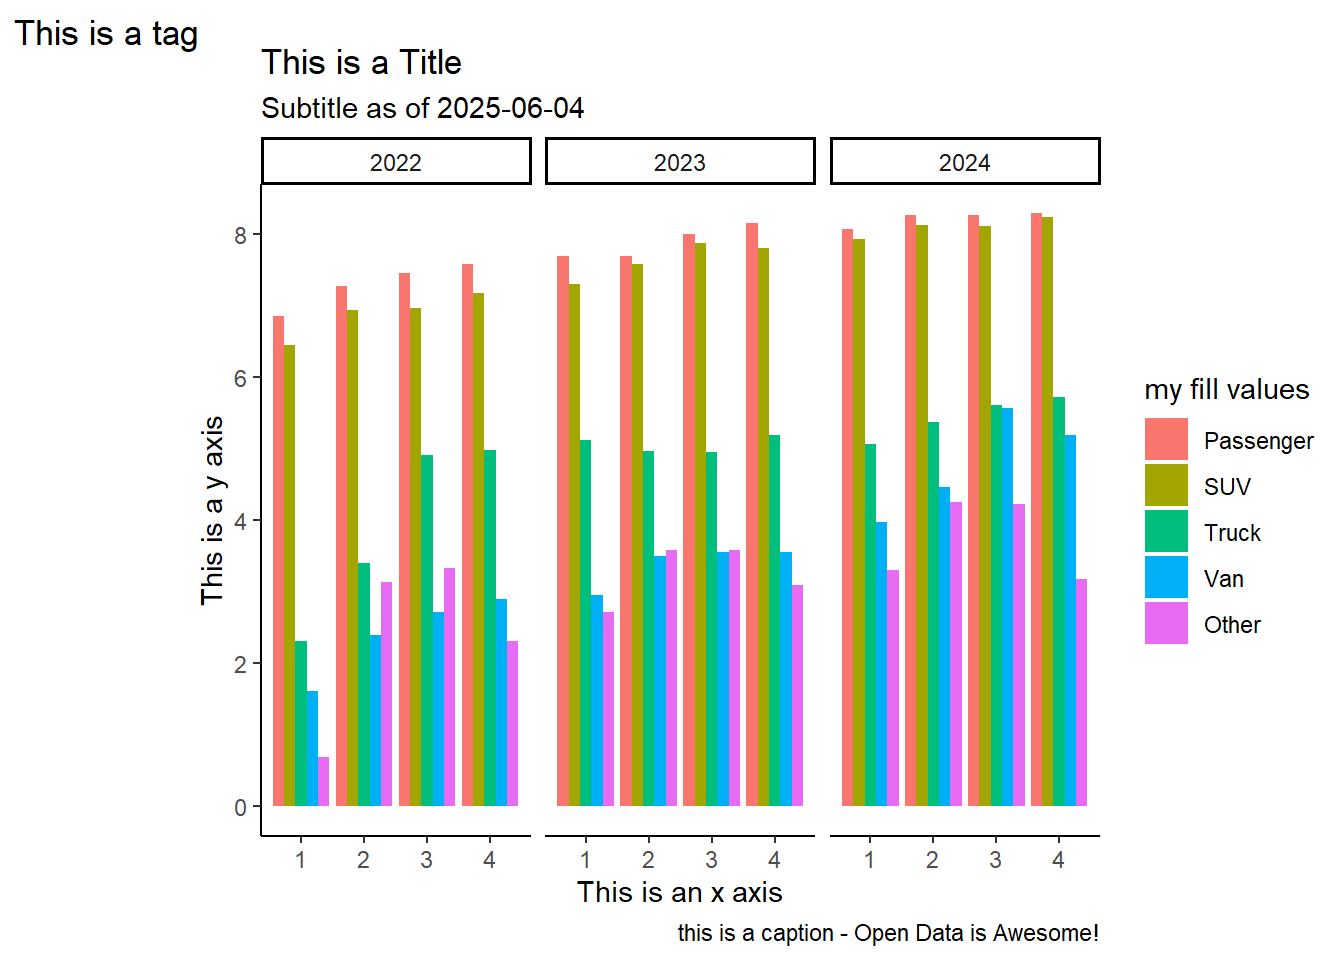 This is a tag
This is a Title
Subtitle as of 2025-06-04
2022 2023 2024
8
6
4
2
0
This is a y axis
1 2 3 4 1 2 3 4 1 2 3 4
This is an x axis
this is a caption - Open Data is Awesome!
my fill values
Passenger
SUV
Truck
Van
Other